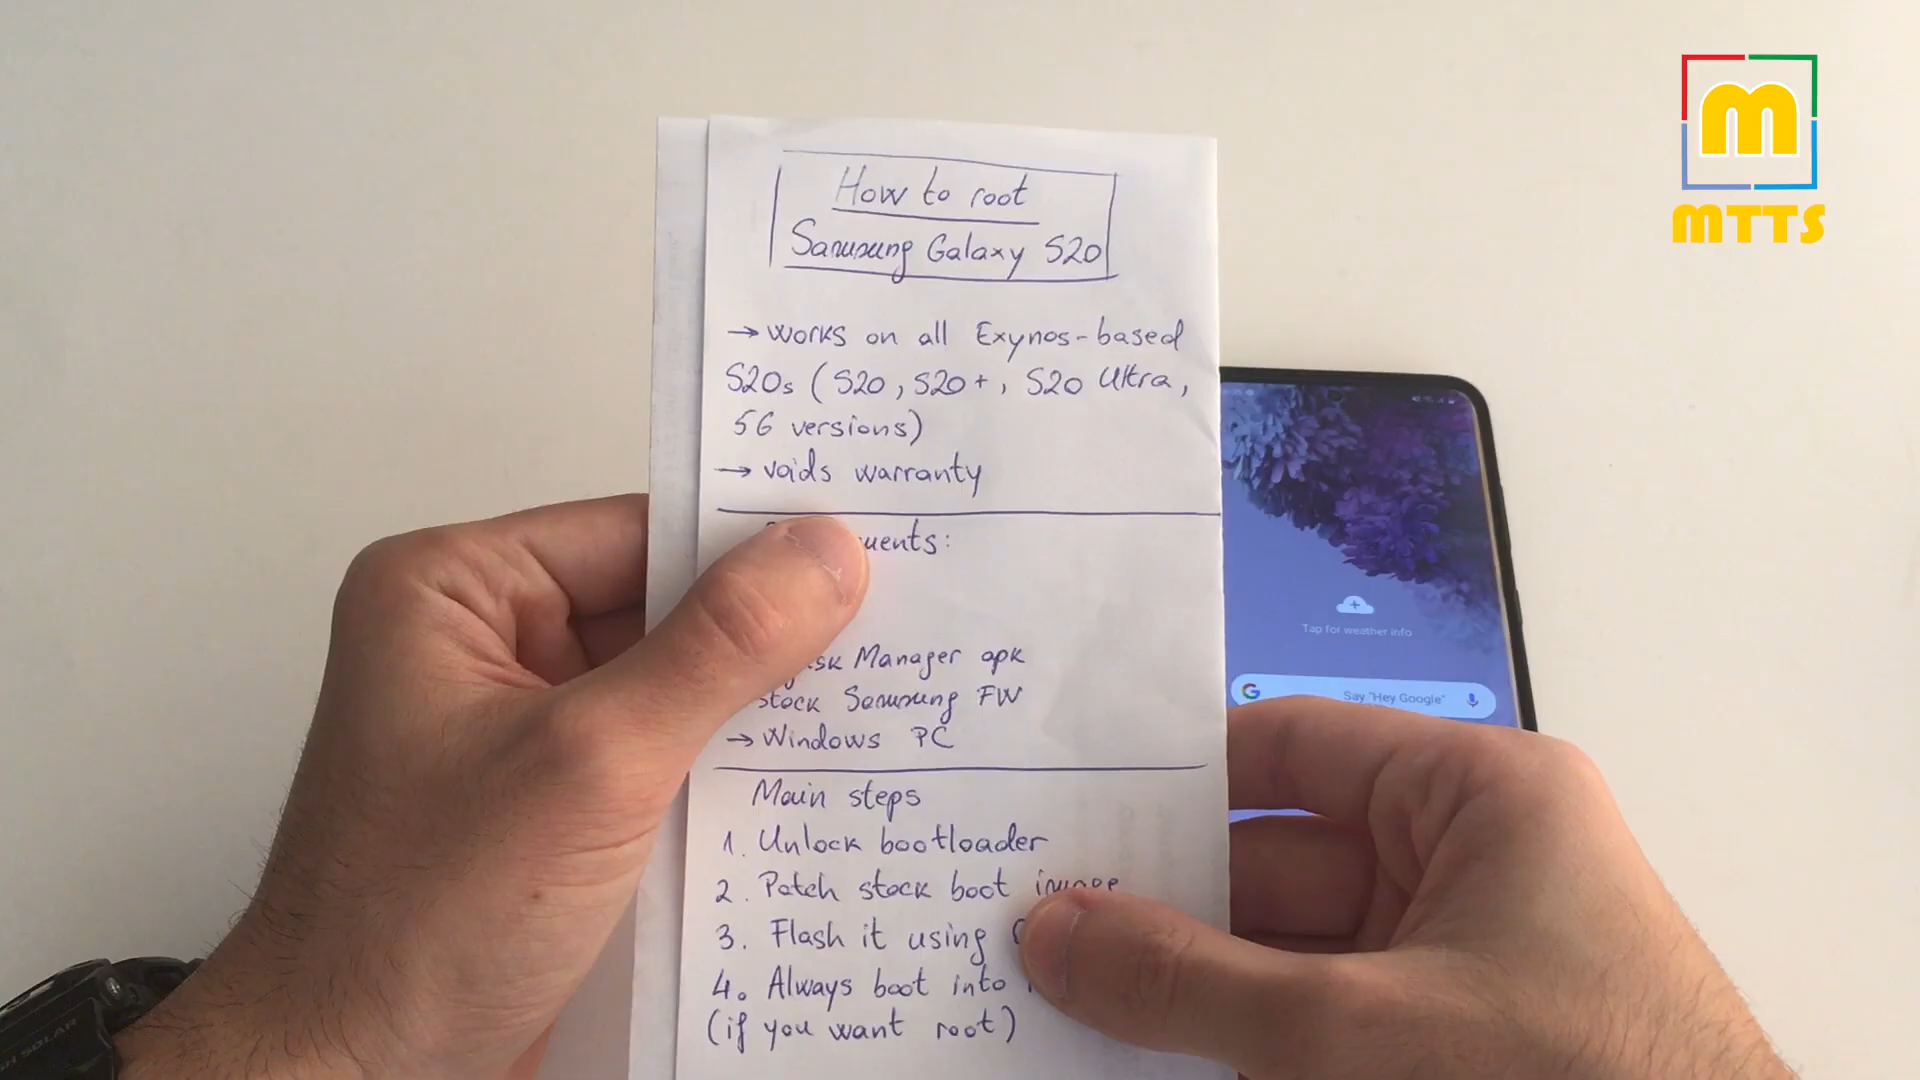 How to root
Samsung Galaxy S20
→ works on all Exynos-based
S20s (S20, S20+, S20 Ultra,
5G versions)
→ voids warranty
Manager apk
stock Samsung FW
→ Windows PC
Main steps
1. Unlock bootloader
2. Patch stock boot image
3. Flash it using
4. Always boot into
(if you want root)
Tap for weather info
G Say "Hey Google"
m
MTTS
SOLAR